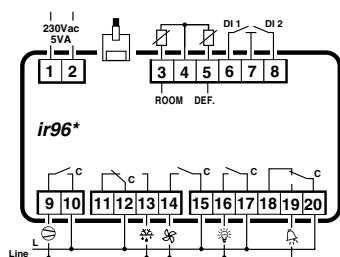 230Vac
5VA
DI 1 DI 2
1 2 3 4 5 6 7 8
ROOM DEF.
ir96*
C C C C C
9 10 11 12 13 14 15 16 17 18 19 20
L
Line